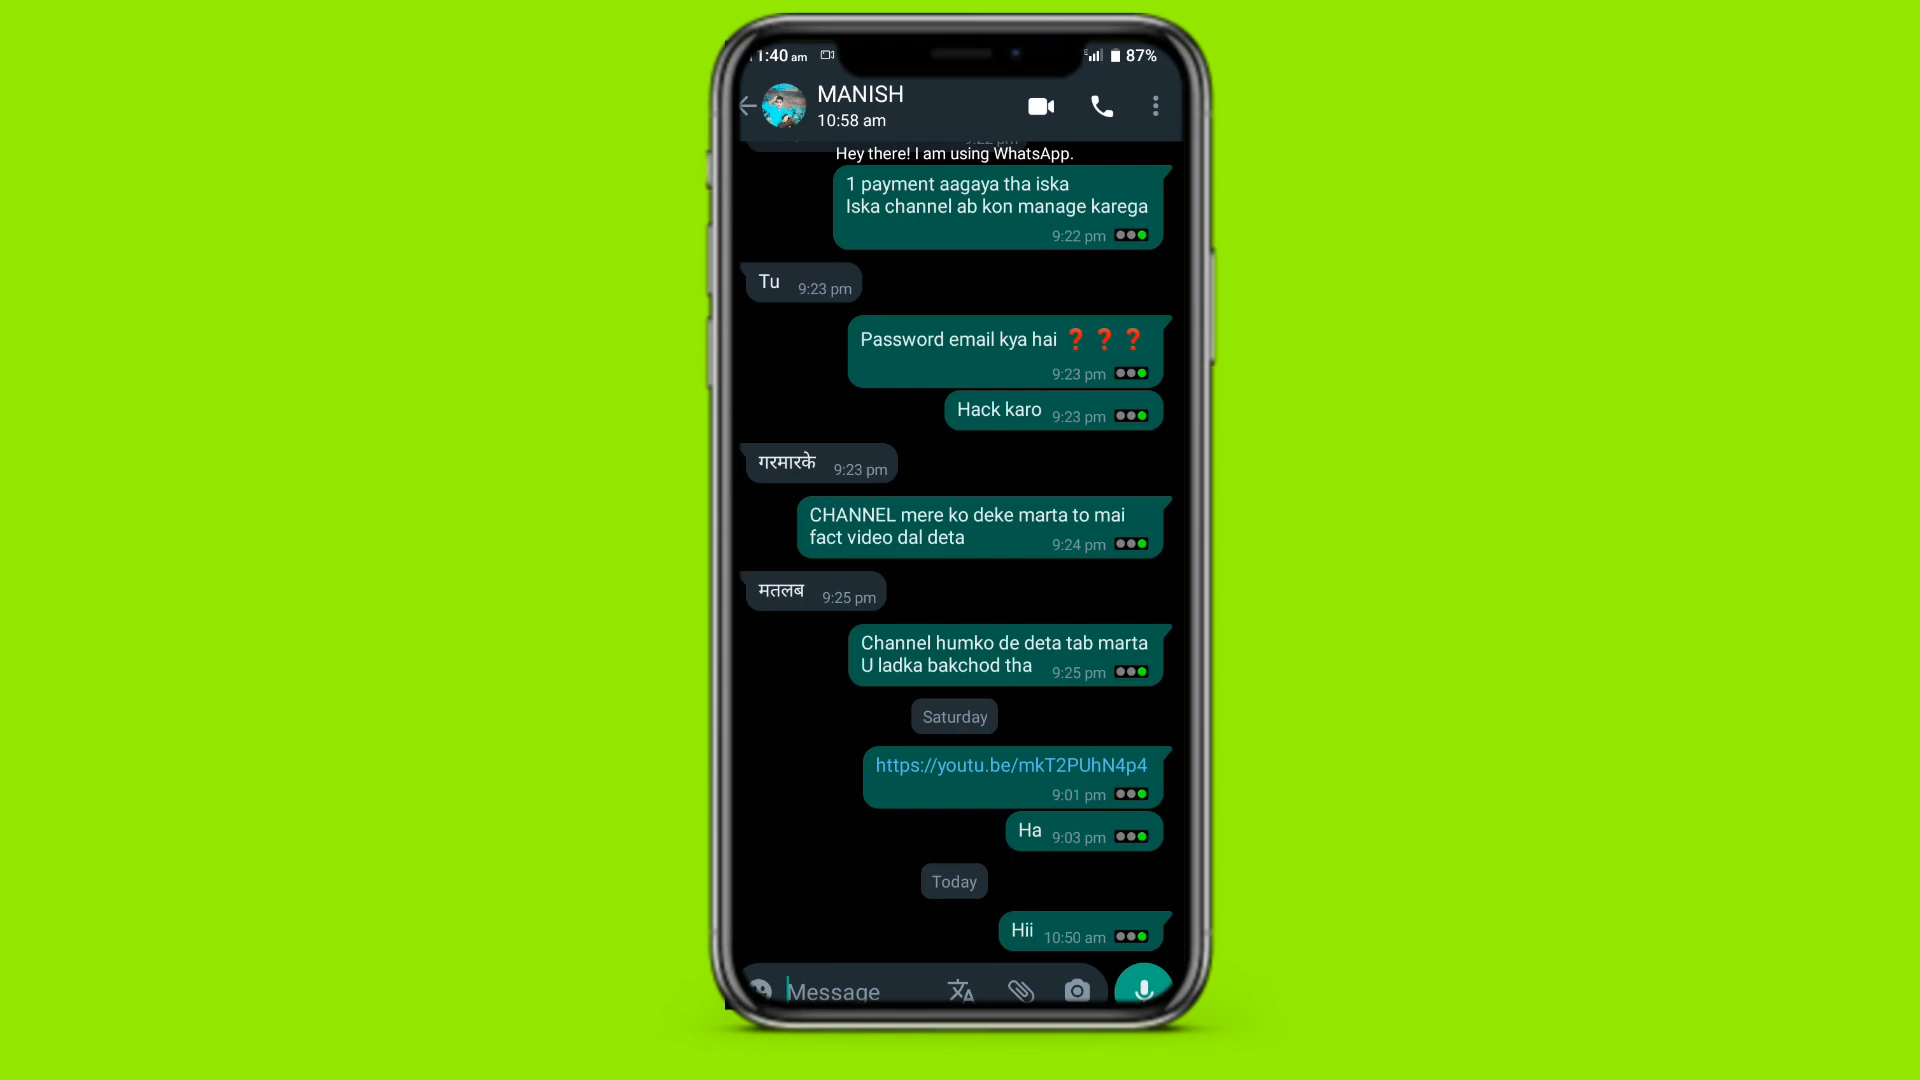 1:40 am
87%
MANISH
10:58 am
9:22 pm
Hey there! I am using WhatsApp.
1 payment aagaya tha iska
Iska channel ab kon manage karega
9:22 pm
Tu 9:23 pm
Password email kya hai ❓❓❓
9:23 pm
Hack karo 9:23 pm
गरमारके 9:23 pm
CHANNEL mere ko deke marta to mai
fact video dal deta 9:24 pm
मतलब 9:25 pm
Channel humko de deta tab marta
U ladka bakchod tha 9:25 pm
Saturday
https://youtu.be/mkT2PUhN4p4
9:01 pm
Ha 9:03 pm
Today
Hii 10:50 am
Message